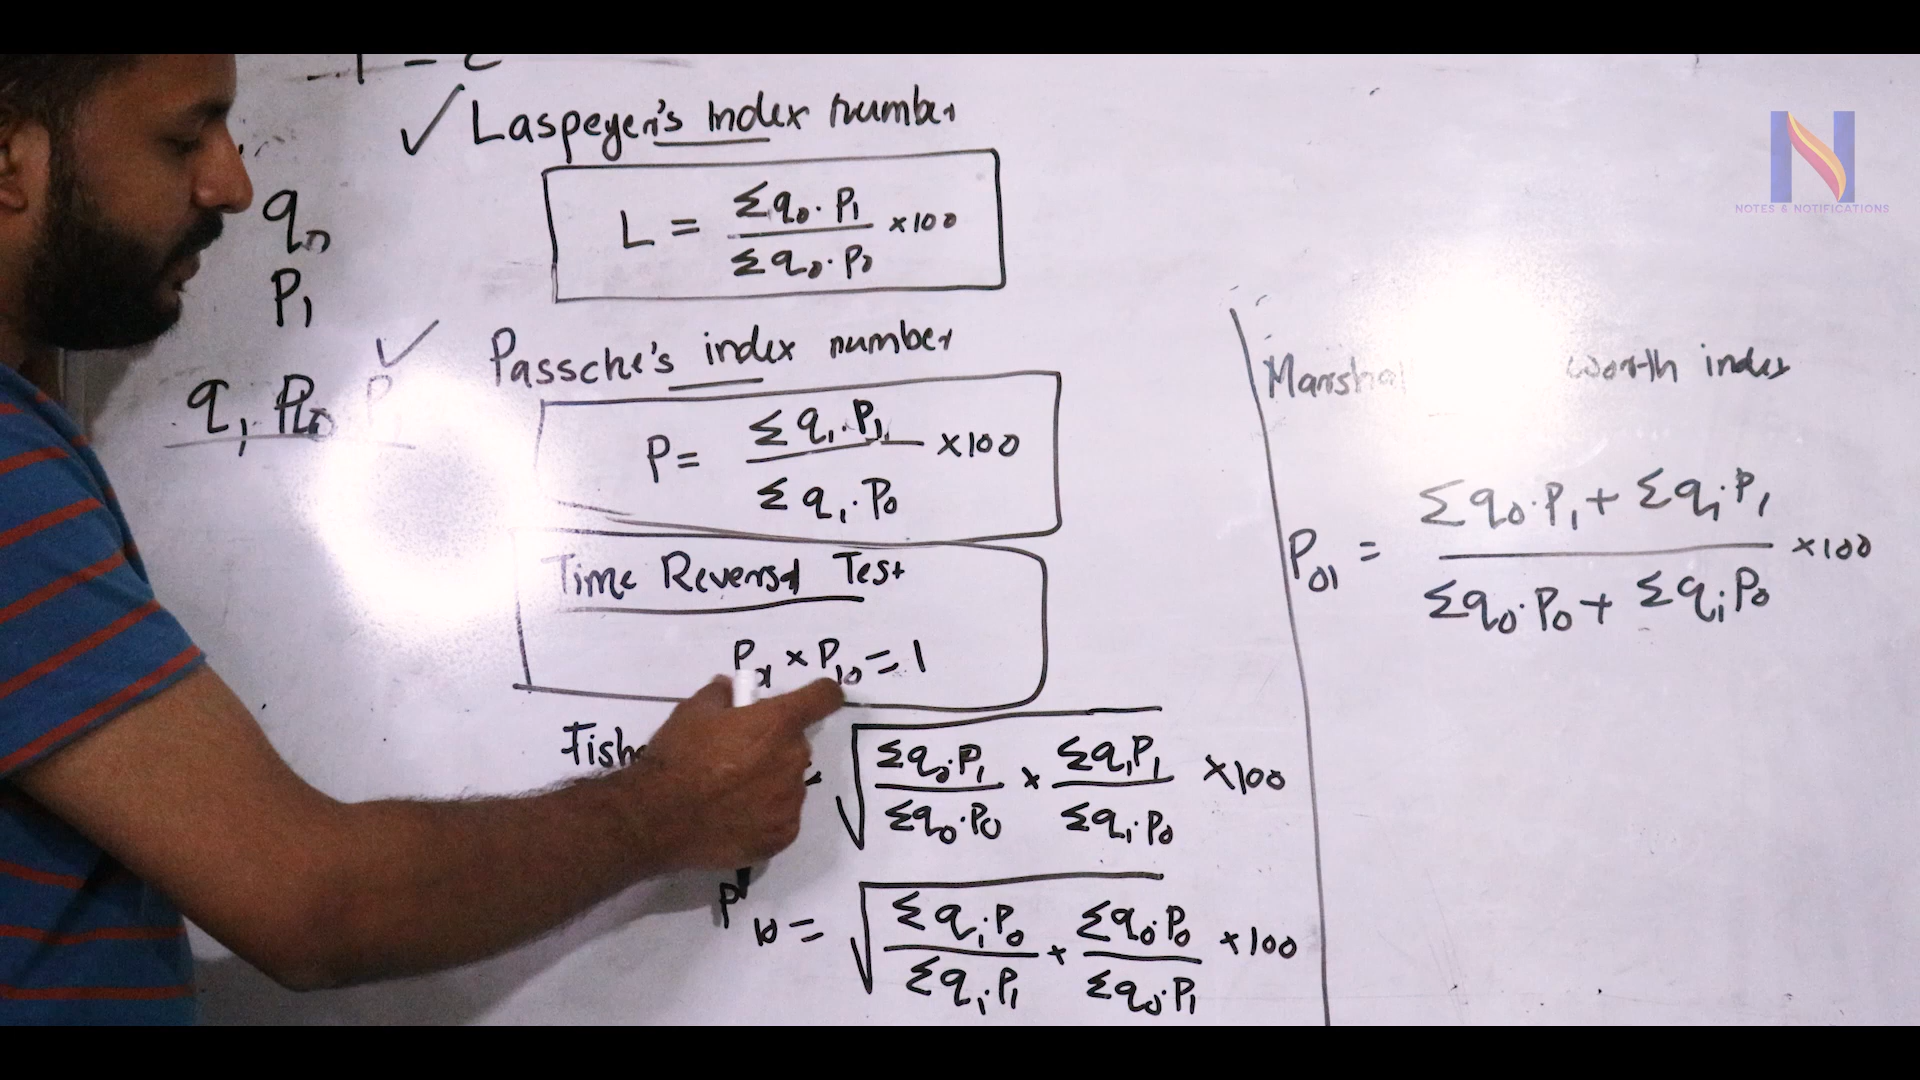 ✓ Laspeyer's Index number
L = Σq₀·P₁ / Σq₀·P₀ ×100
q₀
P₁
✓ Passche's index number
q₁ P₀
P = Σq₁·P₁ / Σq₁·P₀ ×100
Time Reversal Test
P₀₁ × P₁₀ = 1
= √ Σq₀·P₁ / Σq₀·P₀ × Σq₁P₁ / Σq₁·P₀ ×100
P₁₀ = √ Σq₁·P₀ / Σq₁·P₁ × Σq₀·P₀ / Σq₀·P₁ ×100
worth index
P₀₁ = Σq₀·P₁ + Σq₁·P₁ / Σq₀·P₀ + Σq₁P₀ ×100
N
NOTES & NOTIFICATIONS